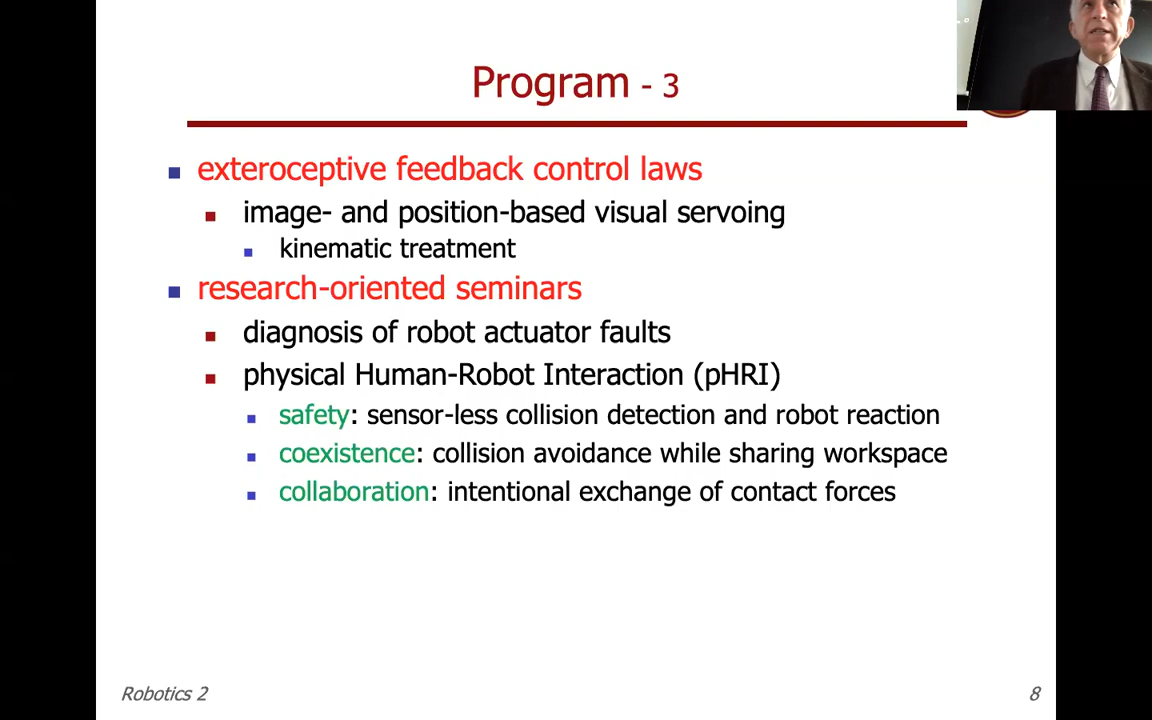 Program - 3
exteroceptive feedback control laws
image- and position-based visual servoing
kinematic treatment
research-oriented seminars
diagnosis of robot actuator faults
physical Human-Robot Interaction (pHRI)
safety: sensor-less collision detection and robot reaction
coexistence: collision avoidance while sharing workspace
collaboration: intentional exchange of contact forces
Robotics 2
8